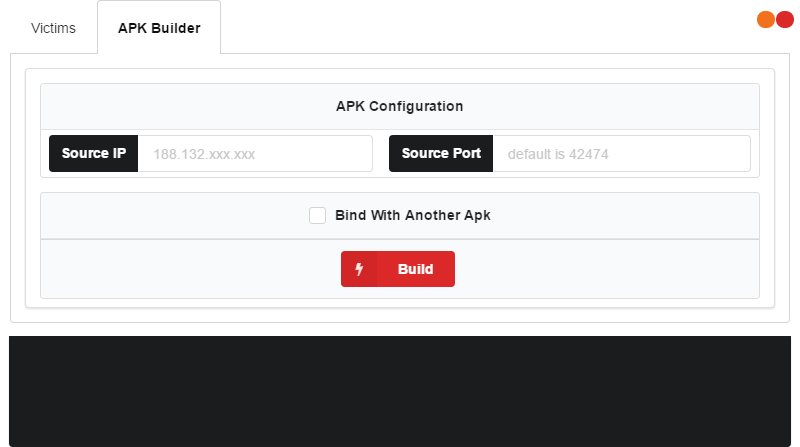 Victims
APK Builder
APK Configuration
Source IP 188.132.xxx.xxx Source Port default is 42474
Bind With Another Apk
Build